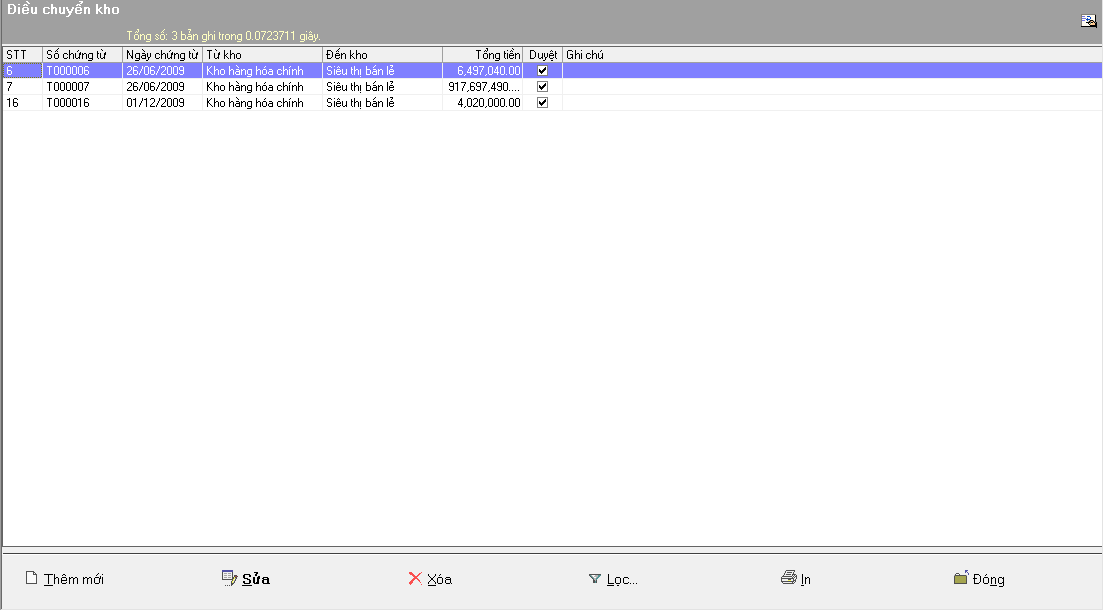 Điều chuyển kho
Tổng số: 3 bản ghi trong 0.0723711 giây.
STT Số chứng từ Ngày chứng từ Từ kho Đến kho Tổng tiền Duyệt Ghi chú
6 T000006 26/06/2009 Kho hàng hóa chính Siêu thị bán lẻ 6,497,040.00
7 T000007 26/06/2009 Kho hàng hóa chính Siêu thị bán lẻ 917,697,490....
16 T000016 01/12/2009 Kho hàng hóa chính Siêu thị bán lẻ 4,020,000.00
Thêm mới Sửa Xóa Lọc... In Đóng